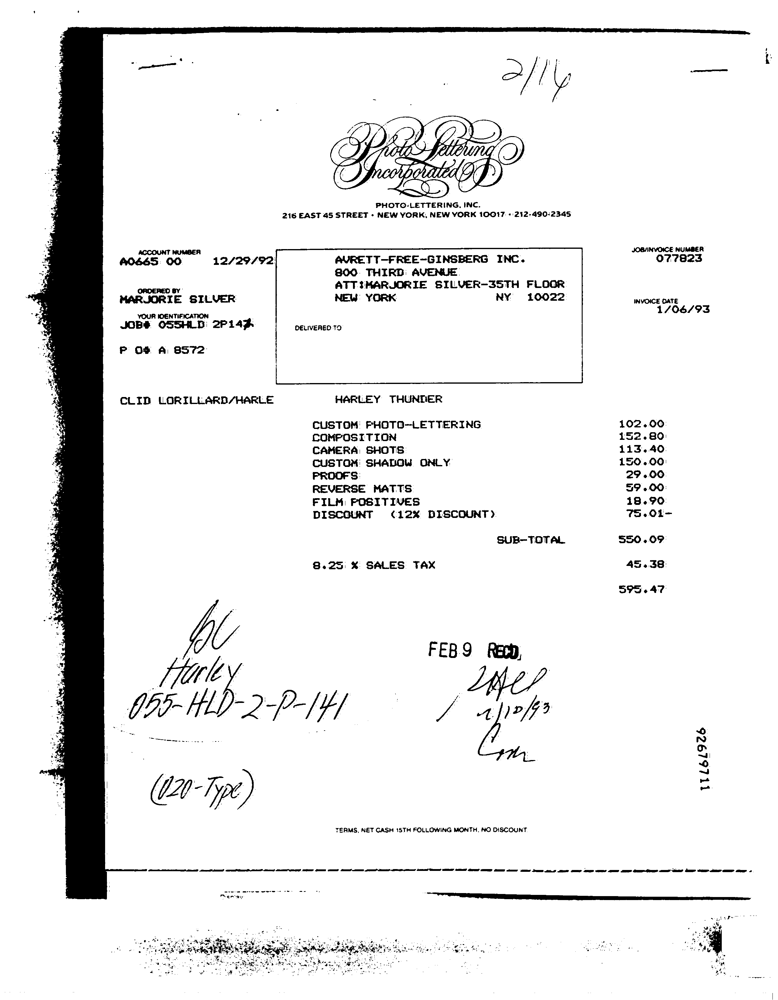 2/16
Photo-Lettering
Incorporated
PHOTO-LETTERING, INC.
216 EAST 45 STREET • NEW YORK, NEW YORK 10017 • 212-490-2345
ACCOUNT NUMBER
A0665 00 12/29/92
ORDERED BY
MARJORIE SILVER
YOUR IDENTIFICATION
JOB# 055HLD 2P147
P O# A 8572
AVRETT-FREE-GINSBERG INC.
800 THIRD AVENUE
ATT:MARJORIE SILVER-35TH FLOOR
NEW YORK NY 10022
DELIVERED TO
JOB/INVOICE NUMBER
077823
INVOICE DATE
1/06/93
CLID LORILLARD/HARLE HARLEY THUNDER
CUSTOM PHOTO-LETTERING 102.00
COMPOSITION 152.80
CAMERA SHOTS 113.40
CUSTOM SHADOW ONLY 150.00
PROOFS 29.00
REVERSE MATTS 59.00
FILM POSITIVES 18.90
DISCOUNT (12% DISCOUNT) 75.01-
SUB-TOTAL 550.09
8.25 % SALES TAX 45.38
595.47
Harley
055-HLD-2-P-141
(020-Type)
FEB 9 RECD,
2/10/93
92679711
TERMS, NET CASH 15TH FOLLOWING MONTH, NO DISCOUNT